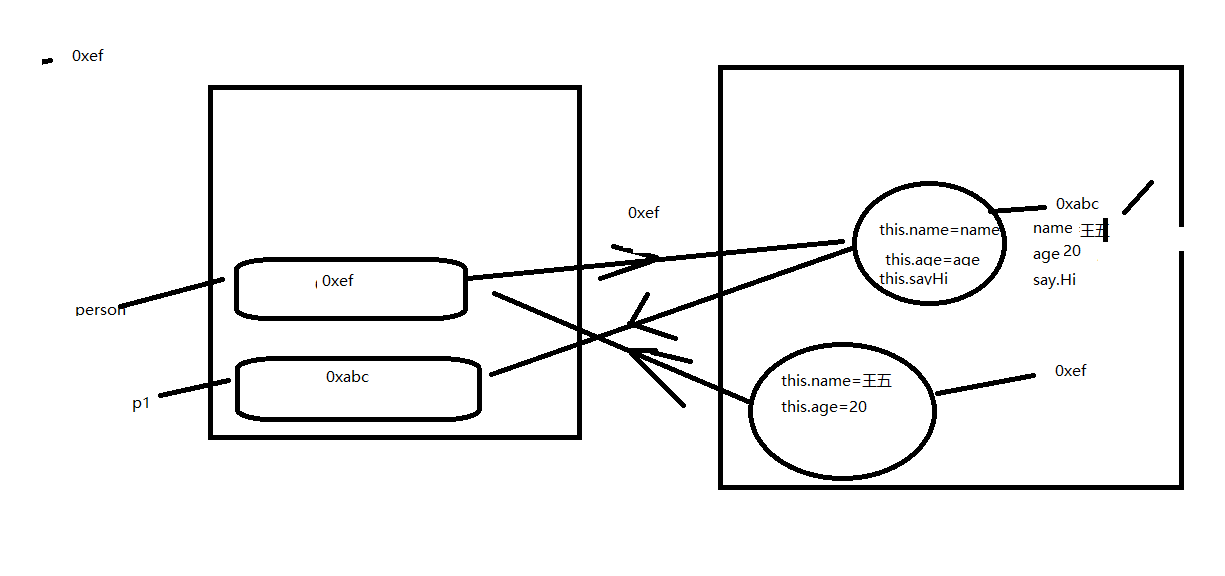 0xef
0xef
0xabc
this.name=name
name 王五
this.age=age
age 20
this.sayHi
say.Hi
0xef
person
0xabc
p1
this.name=王五
this.age=20
0xef